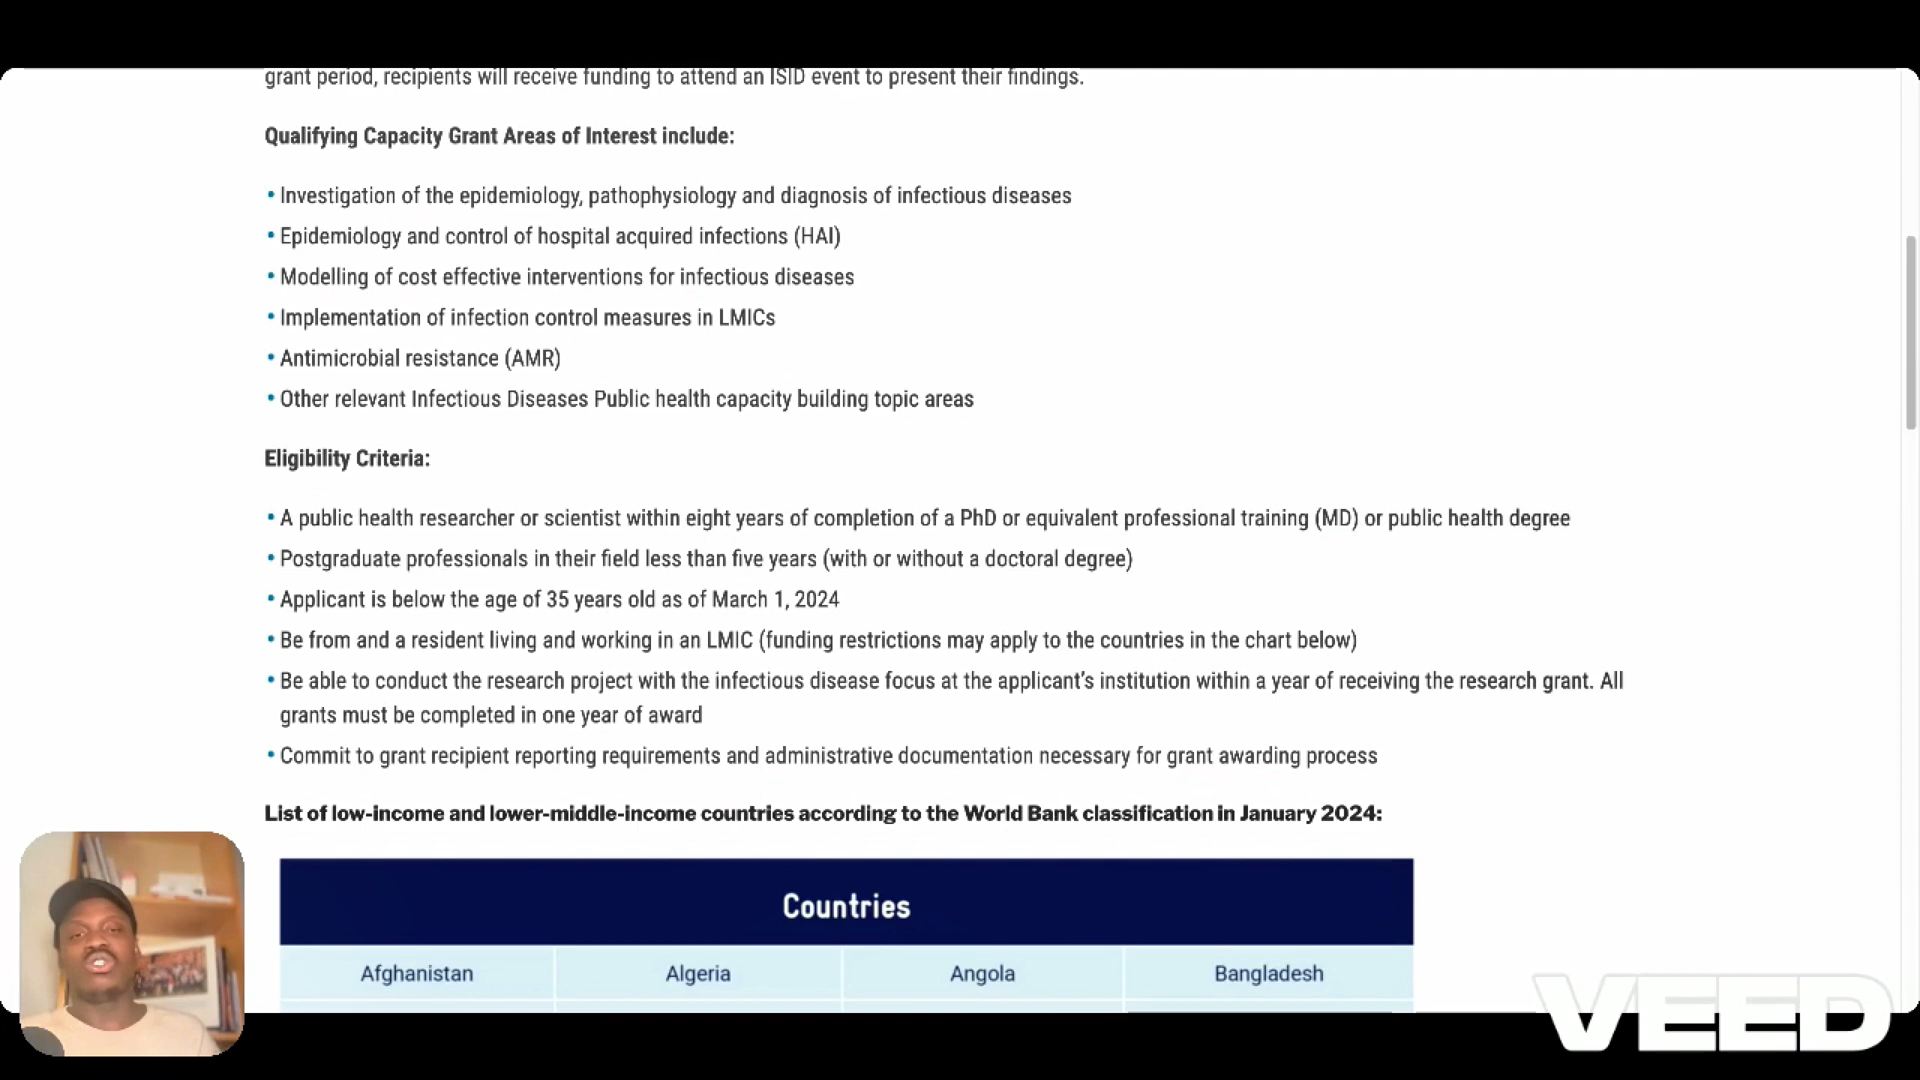 grant period, recipients will receive funding to attend an ISID event to present their findings.
Qualifying Capacity Grant Areas of Interest include:
• Investigation of the epidemiology, pathophysiology and diagnosis of infectious diseases
• Epidemiology and control of hospital acquired infections (HAI)
• Modelling of cost effective interventions for infectious diseases
• Implementation of infection control measures in LMICs
• Antimicrobial resistance (AMR)
• Other relevant Infectious Diseases Public health capacity building topic areas
Eligibility Criteria:
• A public health researcher or scientist within eight years of completion of a PhD or equivalent professional training (MD) or public health degree
• Postgraduate professionals in their field less than five years (with or without a doctoral degree)
• Applicant is below the age of 35 years old as of March 1, 2024
• Be from and a resident living and working in an LMIC (funding restrictions may apply to the countries in the chart below)
• Be able to conduct the research project with the infectious disease focus at the applicant's institution within a year of receiving the research grant. All
grants must be completed in one year of award
• Commit to grant recipient reporting requirements and administrative documentation necessary for grant awarding process
List of low-income and lower-middle-income countries according to the World Bank classification in January 2024:
Countries
Afghanistan Algeria Angola Bangladesh
VEED